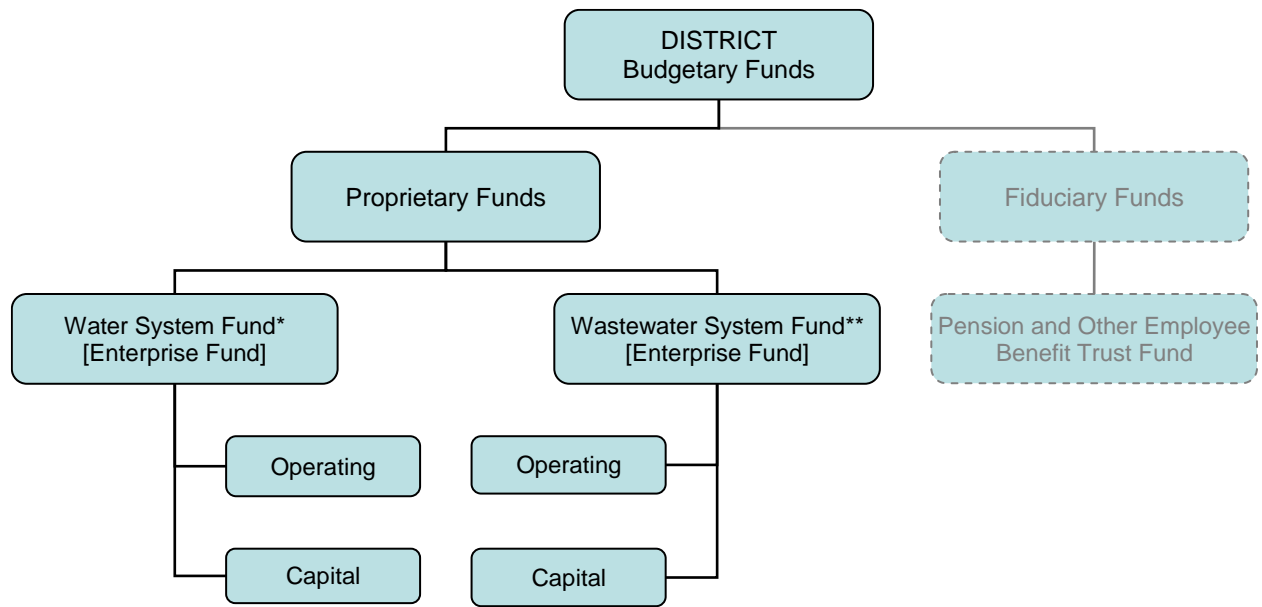 DISTRICT
Budgetary Funds
Proprietary Funds
Fiduciary Funds
Water System Fund*
[Enterprise Fund]
Wastewater System Fund**
[Enterprise Fund]
Pension and Other Employee
Benefit Trust Fund
Operating
Operating
Capital
Capital